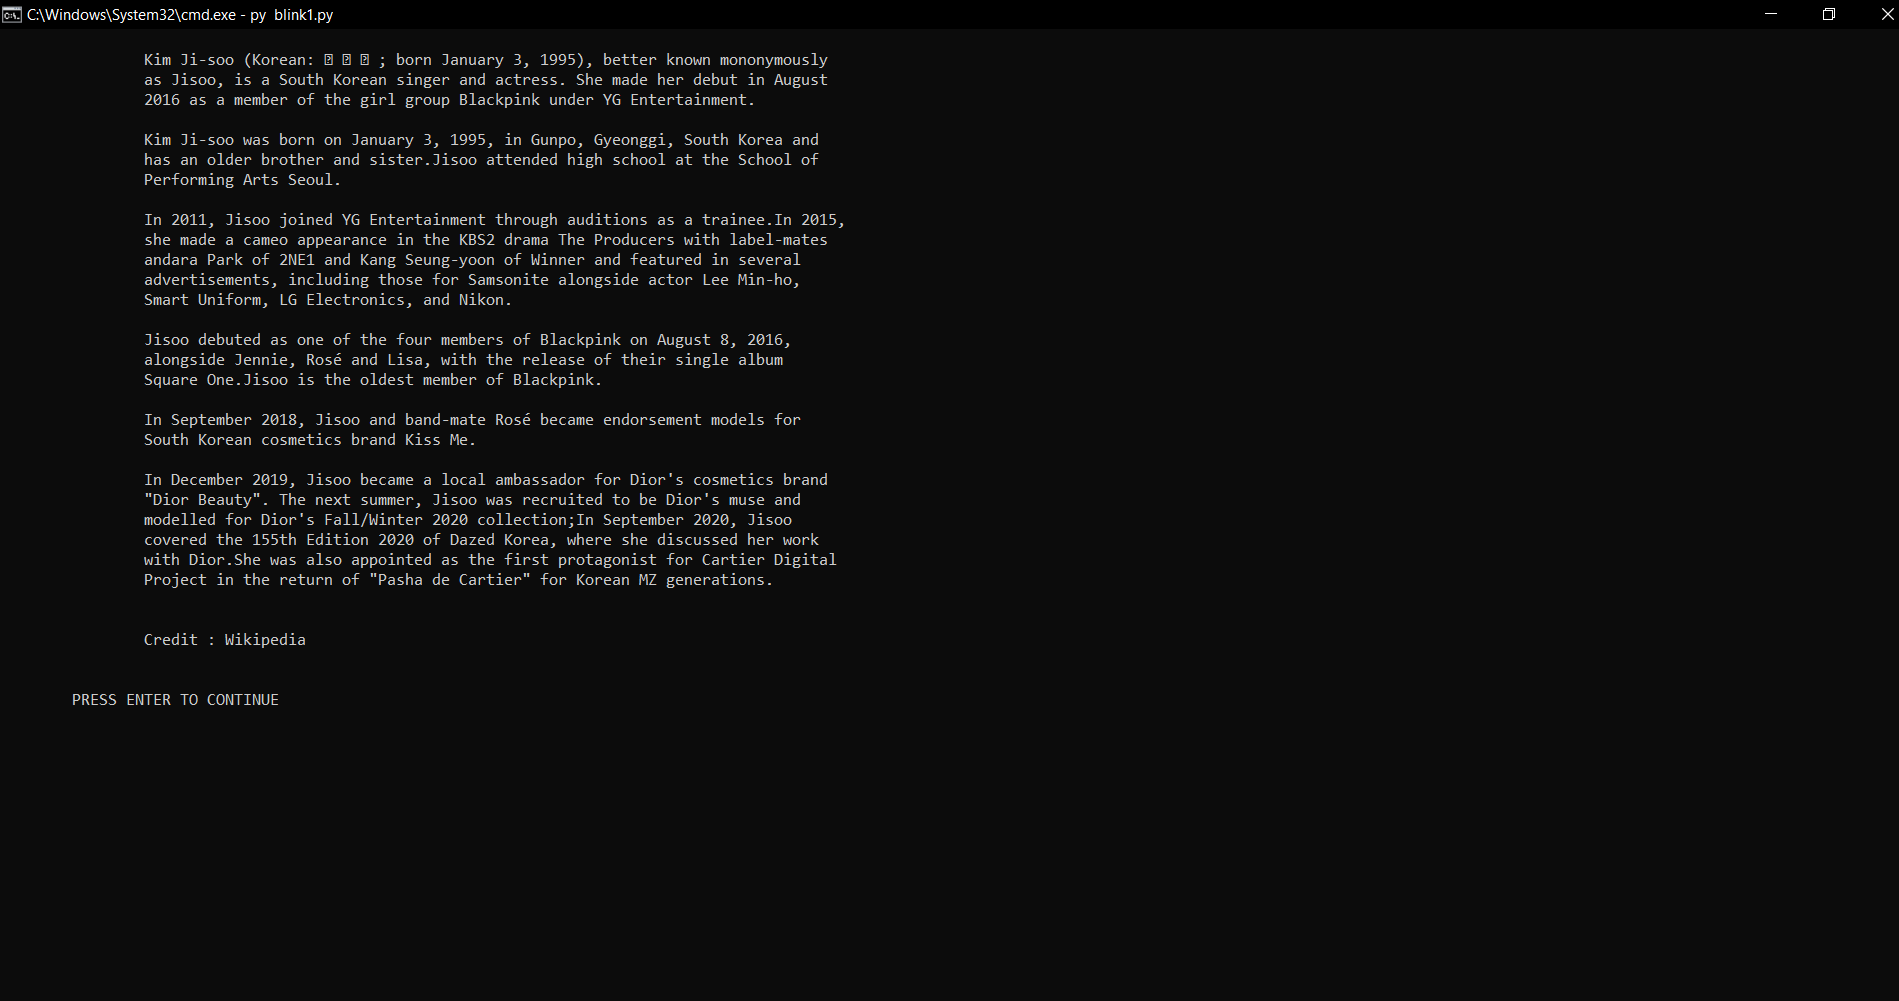 C:\Windows\System32\cmd.exe - py  blink1.py
Kim Ji-soo (Korean: ; born January 3, 1995), better known mononymously
as Jisoo, is a South Korean singer and actress. She made her debut in August
2016 as a member of the girl group Blackpink under YG Entertainment.
Kim Ji-soo was born on January 3, 1995, in Gunpo, Gyeonggi, South Korea and
has an older brother and sister.Jisoo attended high school at the School of
Performing Arts Seoul.
In 2011, Jisoo joined YG Entertainment through auditions as a trainee.In 2015,
she made a cameo appearance in the KBS2 drama The Producers with label-mates
andara Park of 2NE1 and Kang Seung-yoon of Winner and featured in several
advertisements, including those for Samsonite alongside actor Lee Min-ho,
Smart Uniform, LG Electronics, and Nikon.
Jisoo debuted as one of the four members of Blackpink on August 8, 2016,
alongside Jennie, Rosé and Lisa, with the release of their single album
Square One.Jisoo is the oldest member of Blackpink.
In September 2018, Jisoo and band-mate Rosé became endorsement models for
South Korean cosmetics brand Kiss Me.
In December 2019, Jisoo became a local ambassador for Dior's cosmetics brand
"Dior Beauty". The next summer, Jisoo was recruited to be Dior's muse and
modelled for Dior's Fall/Winter 2020 collection;In September 2020, Jisoo
covered the 155th Edition 2020 of Dazed Korea, where she discussed her work
with Dior.She was also appointed as the first protagonist for Cartier Digital
Project in the return of "Pasha de Cartier" for Korean MZ generations.
Credit : Wikipedia
PRESS ENTER TO CONTINUE